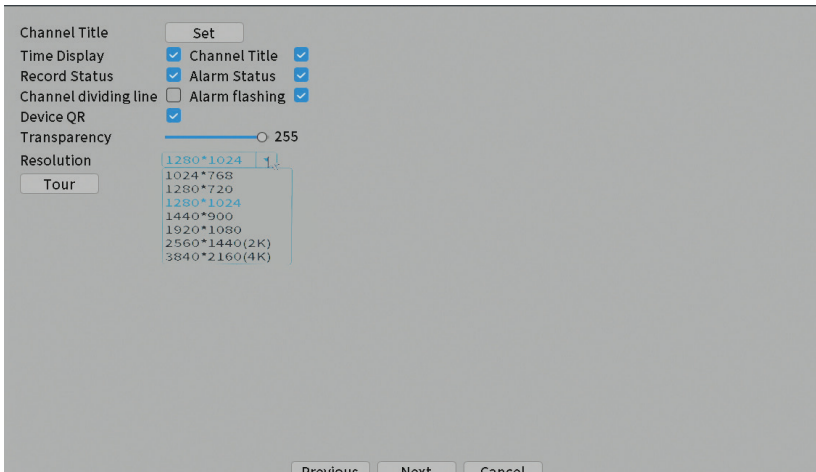 Channel Title Set
Time Display Channel Title
Record Status Alarm Status
Channel dividing line Alarm flashing
Device QR
Transparency 255
Resolution 1280*1024
Tour
1024*768
1280*720
1280*1024
1440*900
1920*1080
2560*1440(2K)
3840*2160(4K)
Previous Next Cancel